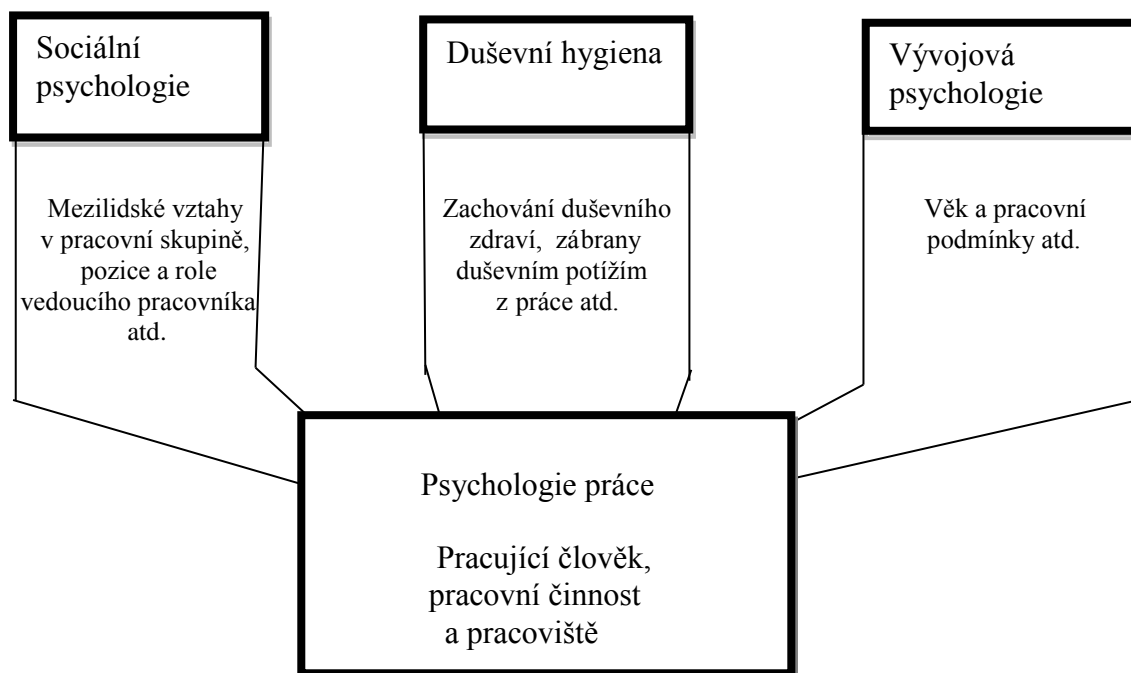 Sociální
psychologie
Duševní hygiena
Vývojová
psychologie
Mezilidské vztahy
v pracovní skupině,
pozice a role
vedoucího pracovníka
atd.
Zachování duševního
zdraví, zábrany
duševním potížím
z práce atd.
Věk a pracovní
podmínky atd.
Psychologie práce
Pracující člověk,
pracovní činnost
a pracoviště